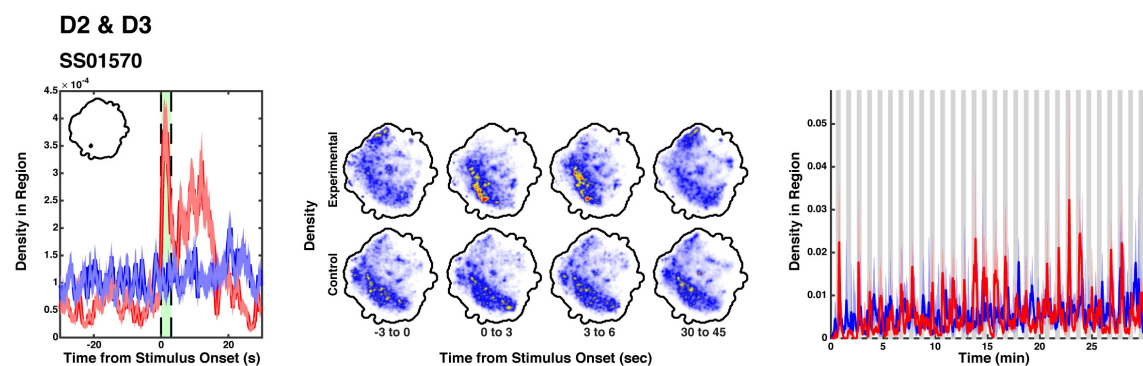 D2 & D3
SS01570
4.5 × 10⁻⁴
4
3.5
3
2.5
2
1.5
1
0.5
0
-20 0 20
Density in Region
Time from Stimulus Onset (s)
Density
Experimental
Control
-3 to 0 0 to 3 3 to 6 30 to 45
Time from Stimulus Onset (sec)
Density in Region
0.05
0.04
0.03
0.02
0.01
0
0 5 10 15 20 25
Time (min)